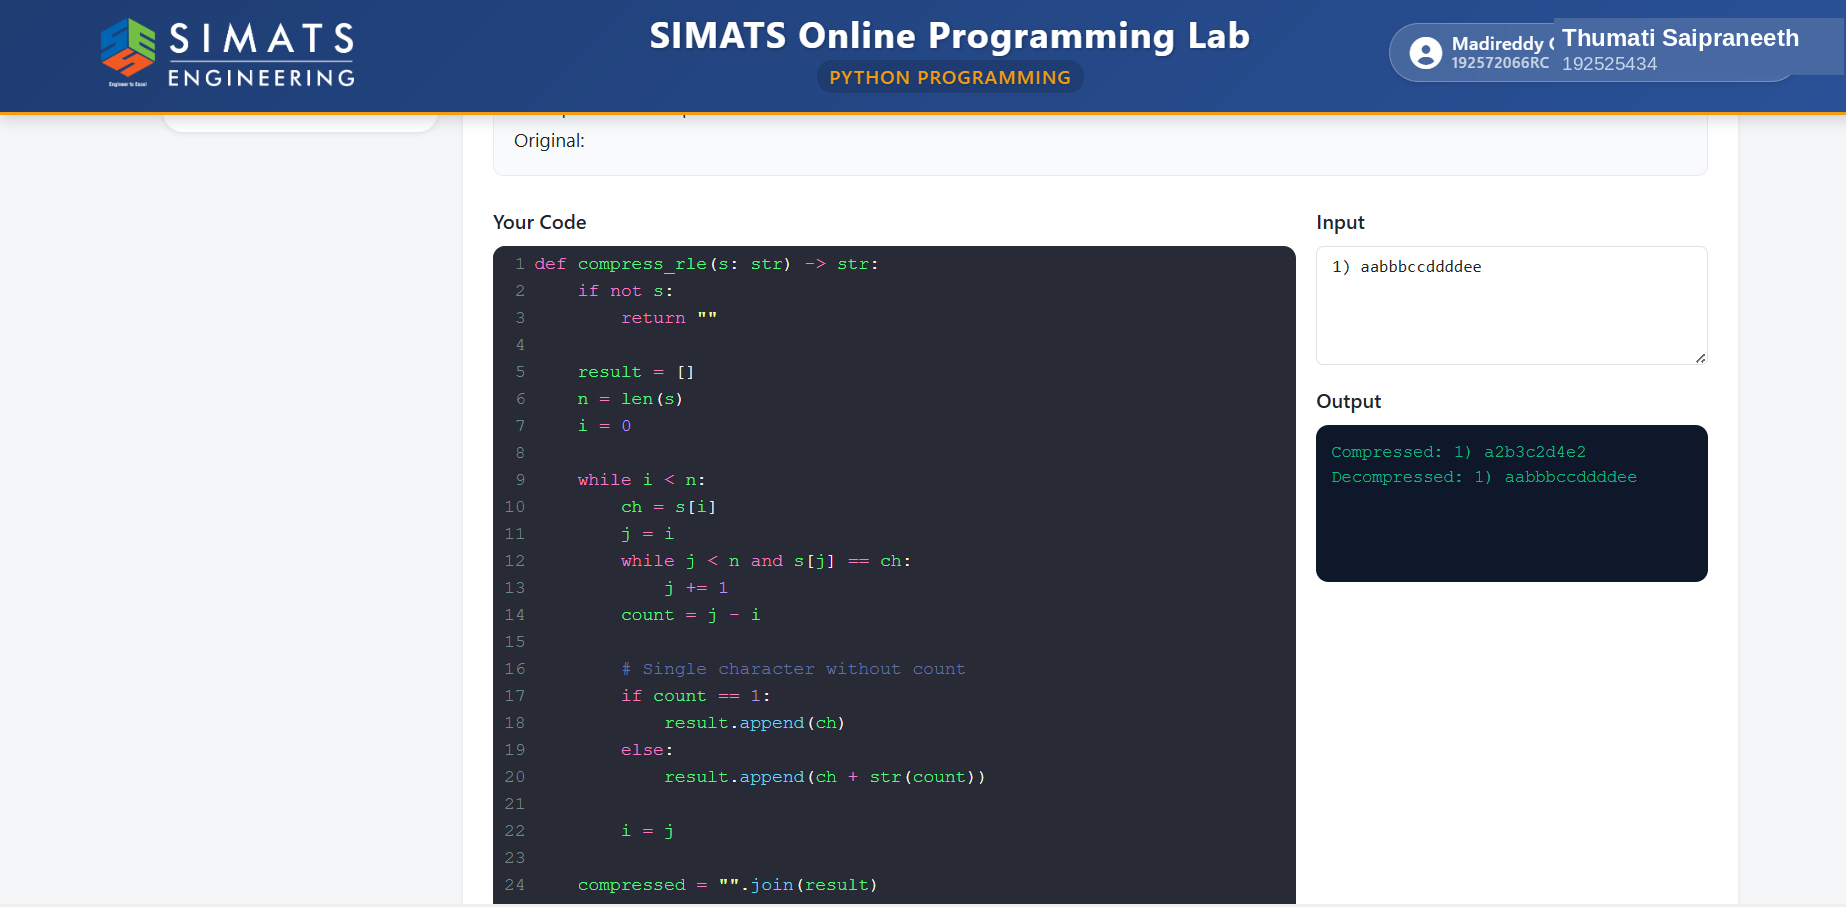 SIMATS
ENGINEERING
Engineer to Excel
SIMATS Online Programming Lab
PYTHON PROGRAMMING
Madireddy
192572066RC
Thumati Saipraneeth
192525434
Original:
Your Code
1 def compress_rle(s: str) -> str:
2     if not s:
3         return ""
4
5     result = []
6     n = len(s)
7     i = 0
8
9     while i < n:
10         ch = s[i]
11         j = i
12         while j < n and s[j] == ch:
13             j += 1
14         count = j - i
15
16         # Single character without count
17         if count == 1:
18             result.append(ch)
19         else:
20             result.append(ch + str(count))
21
22         i = j
23
24     compressed = "".join(result)
Input
1) aabbbccddddee
Output
Compressed: 1) a2b3c2d4e2
Decompressed: 1) aabbbccddddee